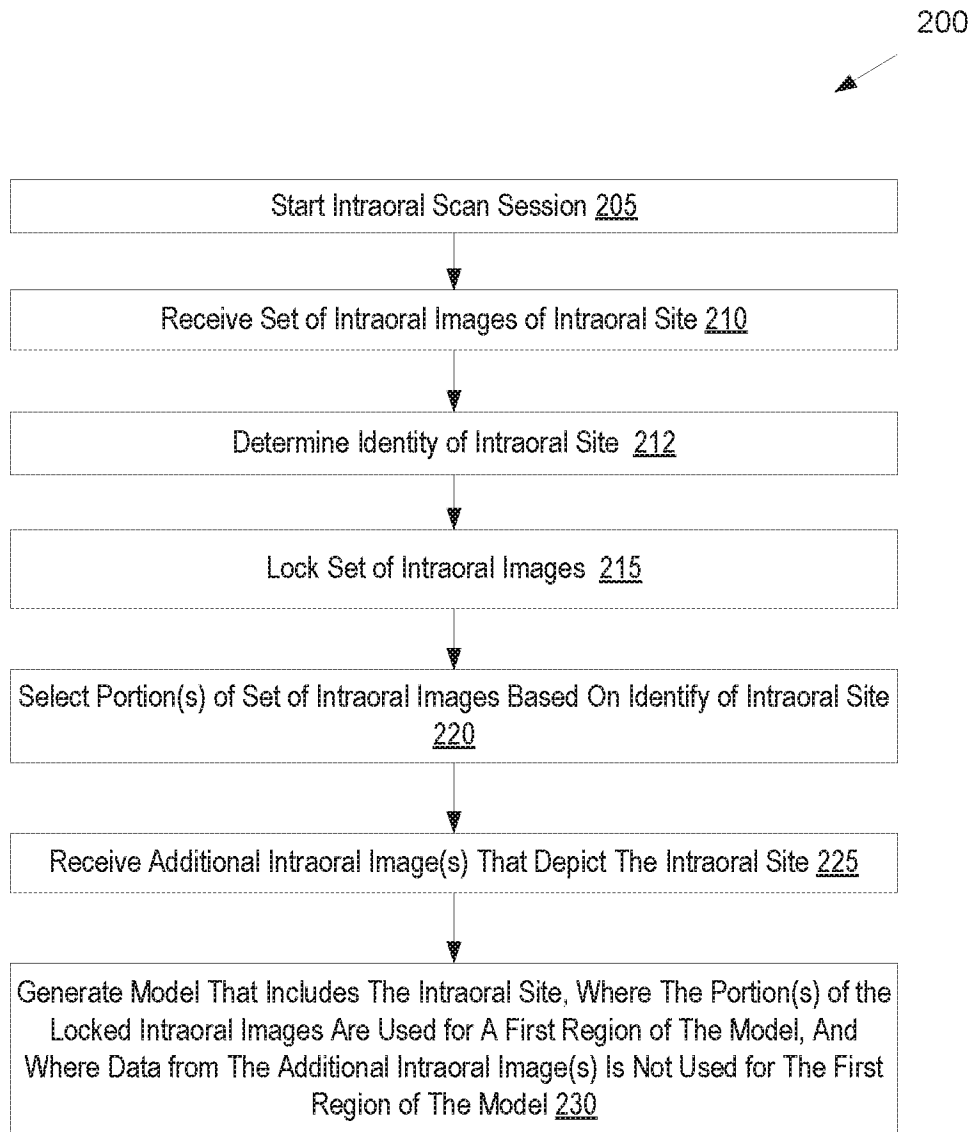 200
Start Intraoral Scan Session 205
Receive Set of Intraoral Images of Intraoral Site 210
Determine Identity of Intraoral Site 212
Lock Set of Intraoral Images 215
Select Portion(s) of Set of Intraoral Images Based On Identify of Intraoral Site
220
Receive Additional Intraoral Image(s) That Depict The Intraoral Site 225
Generate Model That Includes The Intraoral Site, Where The Portion(s) of the
Locked Intraoral Images Are Used for A First Region of The Model, And
Where Data from The Additional Intraoral Image(s) Is Not Used for The First
Region of The Model 230